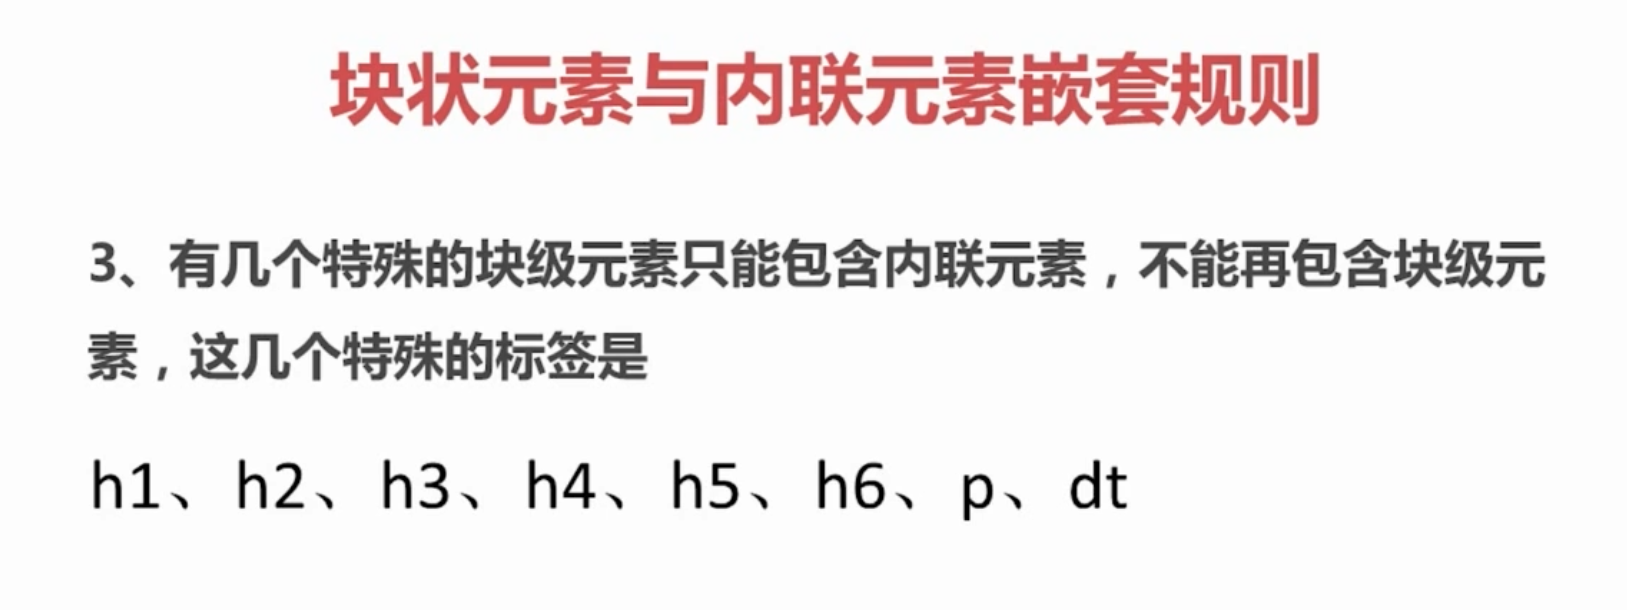 块状元素与内联元素嵌套规则
3、有几个特殊的块级元素只能包含内联元素，不能再包含块级元
素，这几个特殊的标签是
h1、h2、h3、h4、h5、h6、p、dt